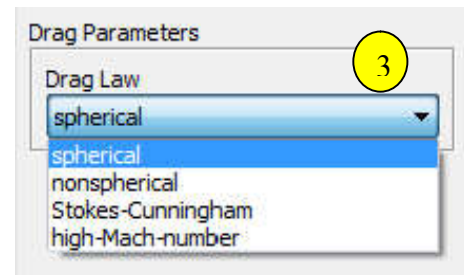 Drag Parameters
3
Drag Law
spherical
spherical
nonspherical
Stokes-Cunningham
high-Mach-number